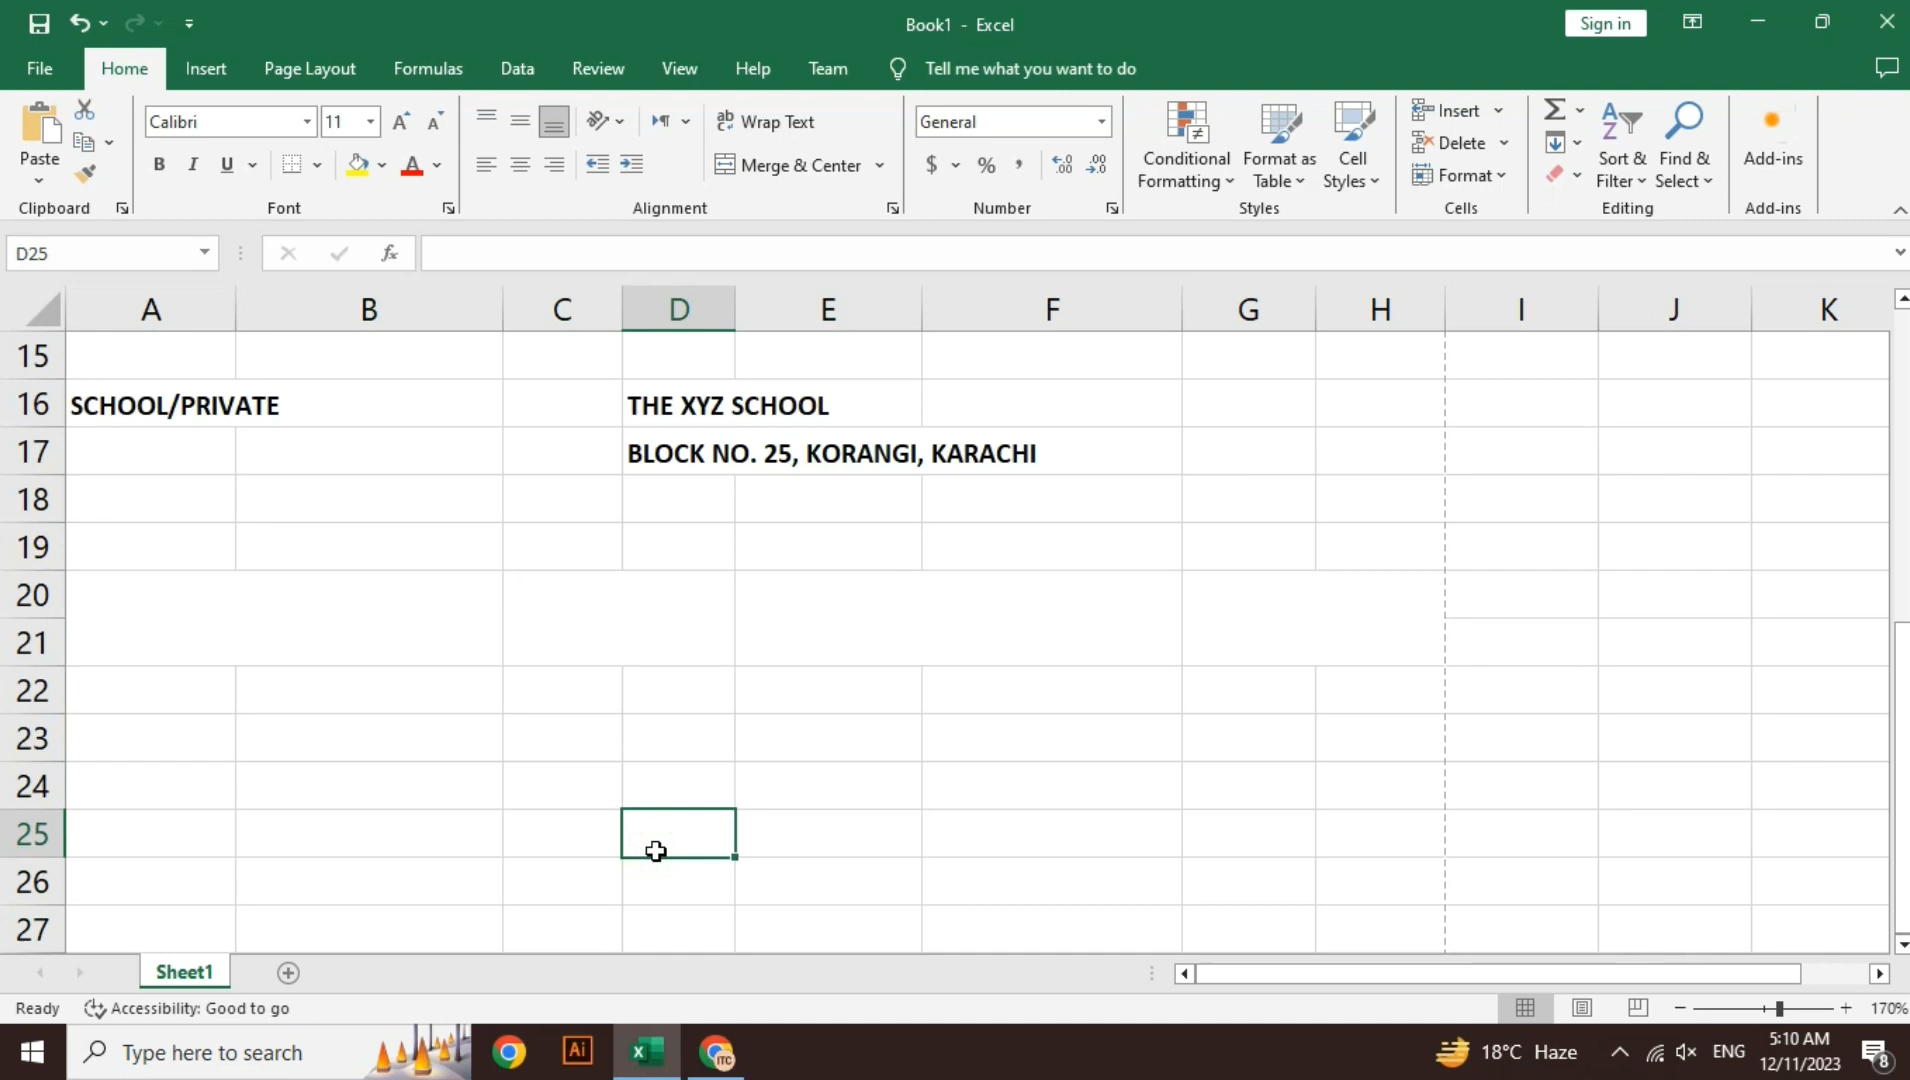 Book1 - Excel
Sign in
File Home Insert Page Layout Formulas Data Review View Help Team Tell me what you want to do
Calibri 11 Wrap Text General Insert
Delete
Paste B I U Merge & Center $ % Conditional Formatting Format as Table Cell Styles Format Sort & Filter Find & Select Add-ins
Clipboard Font Alignment Number Styles Cells Editing Add-ins
D25 fx
A B C D E F G H I J K
15
16 SCHOOL/PRIVATE THE XYZ SCHOOL
17 BLOCK NO. 25, KORANGI, KARACHI
18
19
20
21
22
23
24
25
26
27
Sheet1
Ready Accessibility: Good to go 170%
Type here to search Ai ITC 18°C Haze ENG 5:10 AM
12/11/2023 8